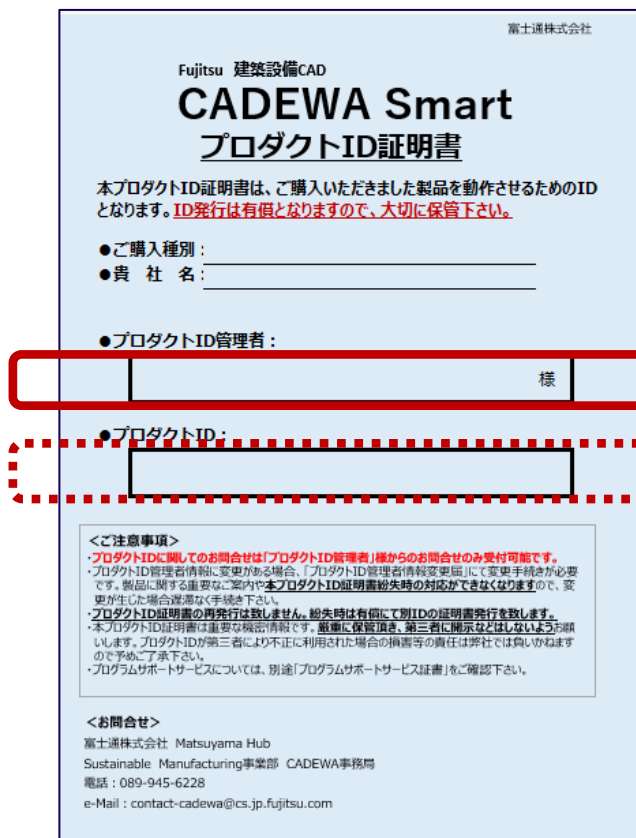 富士通株式会社
Fujitsu 建築設備CAD
CADEWA Smart
プロダクトID証明書
本プロダクトID証明書は、ご購入いただきました製品を動作させるためのID
となります。ID発行は有償となりますので、大切に保管下さい。
●ご購入種別：
●貴 社 名：
●プロダクトID管理者：
様
●プロダクトID：
<ご注意事項>
・プロダクトIDに関してのお問合せは「プロダクトID管理者」様からのお問合せのみ受付可能です。
・プロダクトID管理者情報に変更がある場合、「プロダクトID管理者情報変更届」にて変更手続きが必要
です。製品に関する重要なご案内や本プロダクトID証明書紛失時の対応ができなくなりますので、変
更が生じた場合遅滞なく手続き下さい。
・プロダクトID証明書の再発行は致しません。紛失時は有償にて別IDの証明書発行を致します。
・本プロダクトID証明書は重要な機密情報です。厳重に保管頂き、第三者に開示などはしないようお願
いします。プロダクトIDが第三者により不正に利用された場合の損害等の責任は弊社では負いかねます
ので予めご了承下さい。
・プログラムサポートサービスについては、別途「プログラムサポートサービス証書」をご確認下さい。
<お問合せ>
富士通株式会社 Matsuyama Hub
Sustainable Manufacturing事業部 CADEWA事務局
電話：089-945-6228
e-Mail：contact-cadewa@cs.jp.fujitsu.com